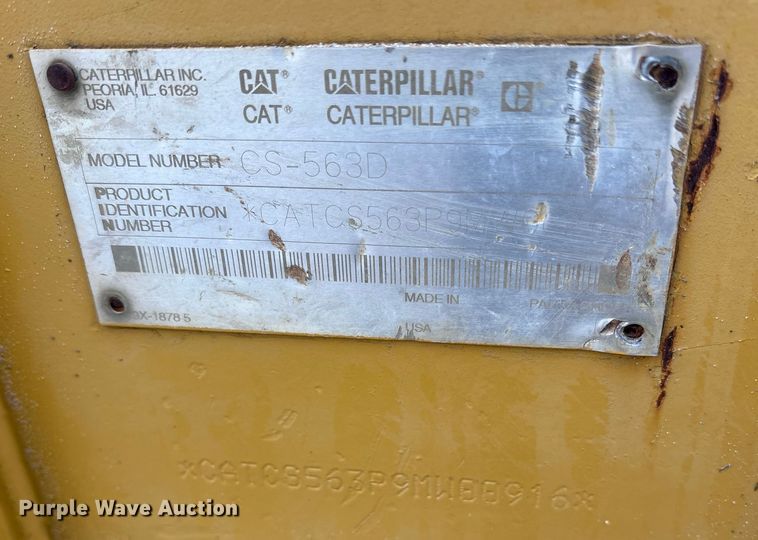 CATERPILLAR INC.
PEORIA, IL. 61629
USA
CAT® CATERPILLAR® C
CAT® CATERPILLAR®
MODEL NUMBER CS-563D
PRODUCT
IDENTIFICATION
NUMBER
MADE IN
USA
*CATCS563P9MW00916*
Purple Wave Auction